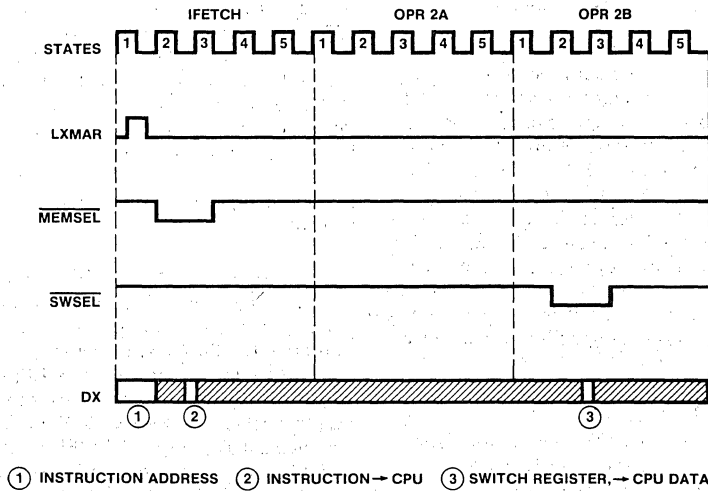 IFETCH OPR 2A OPR 2B
STATES 1 2 3 4 5 1 2 3 4 5 1 2 3 4 5
LXMAR
MEMSEL
SWSEL
DX
1 2 3
1 INSTRUCTION ADDRESS 2 INSTRUCTION → CPU 3 SWITCH REGISTER, → CPU DATA